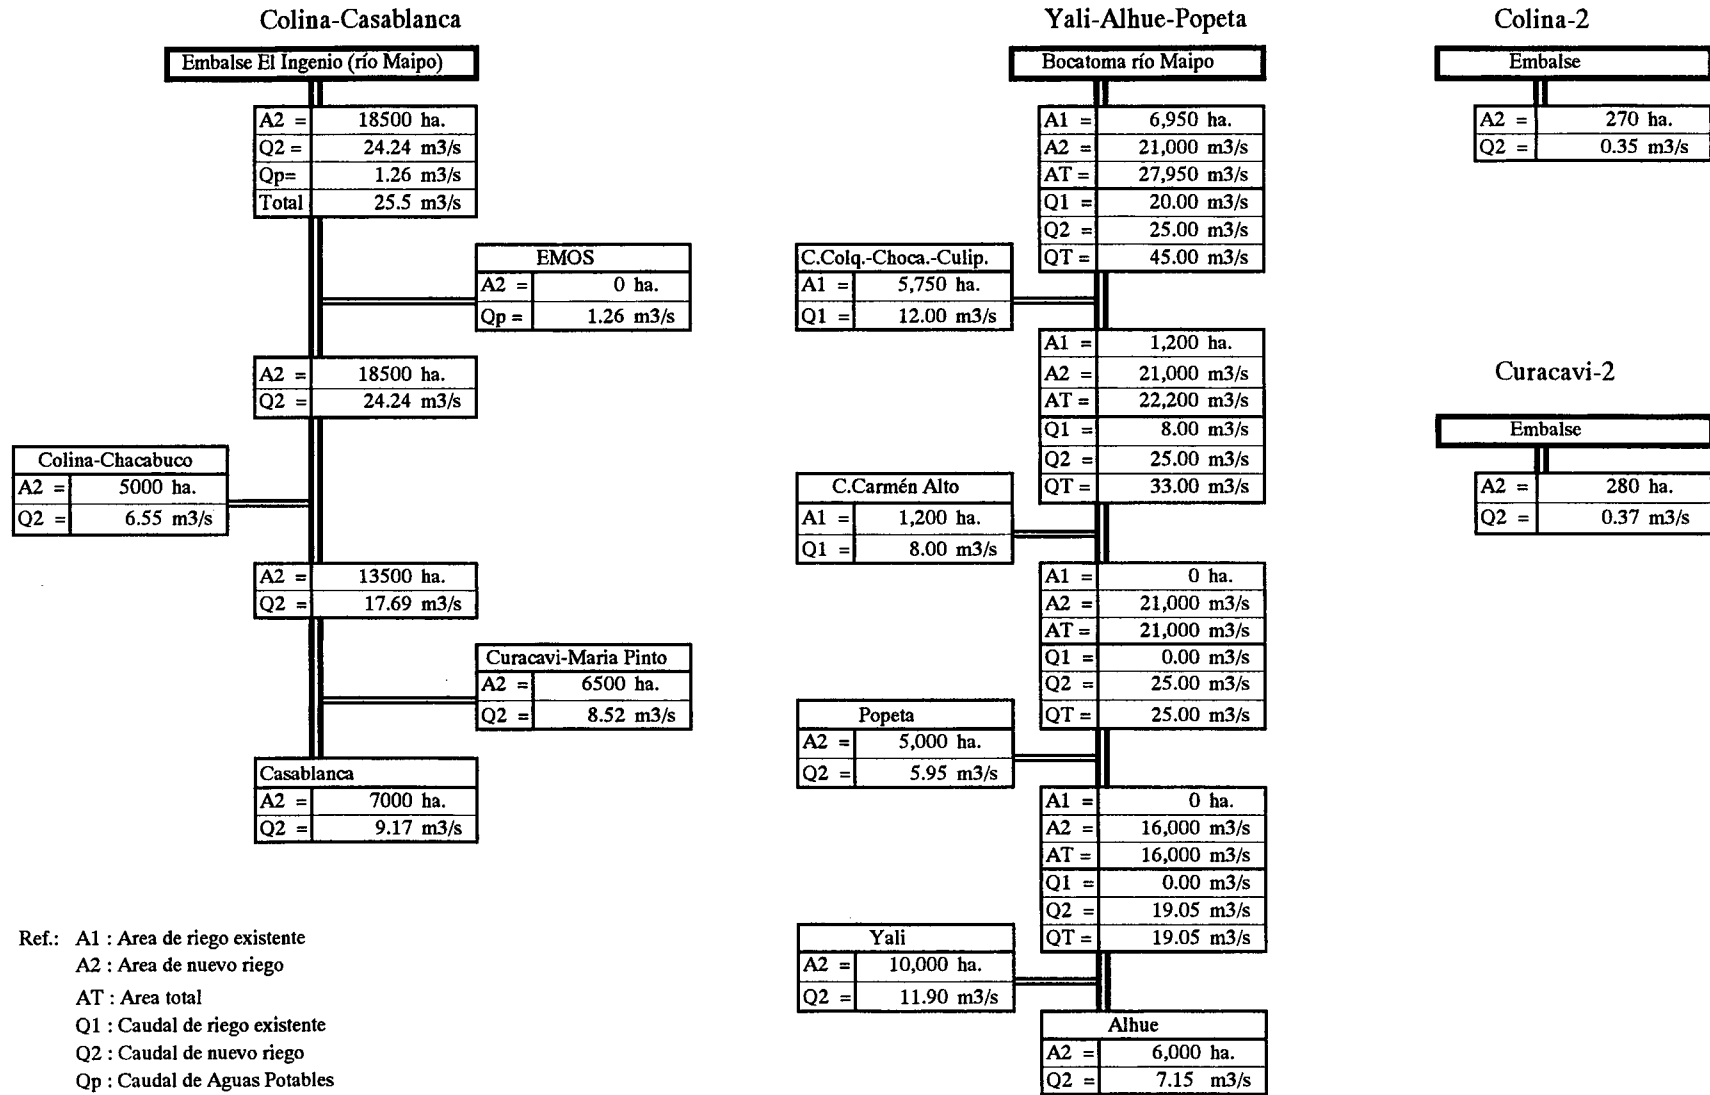 Colina-Casablanca
Embalse El Ingenio (río Maipo)
A2 = 18500 ha.
Q2 = 24.24 m3/s
Qp= 1.26 m3/s
Total 25.5 m3/s
EMOS
A2 = 0 ha.
Qp = 1.26 m3/s
A2 = 18500 ha.
Q2 = 24.24 m3/s
Colina-Chacabuco
A2 = 5000 ha.
Q2 = 6.55 m3/s
A2 = 13500 ha.
Q2 = 17.69 m3/s
Curacavi-Maria Pinto
A2 = 6500 ha.
Q2 = 8.52 m3/s
Casablanca
A2 = 7000 ha.
Q2 = 9.17 m3/s
Ref.: A1 : Area de riego existente
A2 : Area de nuevo riego
AT : Area total
Q1 : Caudal de riego existente
Q2 : Caudal de nuevo riego
Qp : Caudal de Aguas Potables
Yali-Alhue-Popeta
Bocatoma río Maipo
A1 = 6,950 ha.
A2 = 21,000 m3/s
AT = 27,950 m3/s
Q1 = 20.00 m3/s
Q2 = 25.00 m3/s
QT = 45.00 m3/s
C.Colq.-Choca.-Culip.
A1 = 5,750 ha.
Q1 = 12.00 m3/s
A1 = 1,200 ha.
A2 = 21,000 m3/s
AT = 22,200 m3/s
Q1 = 8.00 m3/s
Q2 = 25.00 m3/s
QT = 33.00 m3/s
C.Carmén Alto
A1 = 1,200 ha.
Q1 = 8.00 m3/s
A1 = 0 ha.
A2 = 21,000 m3/s
AT = 21,000 m3/s
Q1 = 0.00 m3/s
Q2 = 25.00 m3/s
QT = 25.00 m3/s
Popeta
A2 = 5,000 ha.
Q2 = 5.95 m3/s
A1 = 0 ha.
A2 = 16,000 m3/s
AT = 16,000 m3/s
Q1 = 0.00 m3/s
Q2 = 19.05 m3/s
QT = 19.05 m3/s
Yali
A2 = 10,000 ha.
Q2 = 11.90 m3/s
Alhue
A2 = 6,000 ha.
Q2 = 7.15 m3/s
Colina-2
Embalse
A2 = 270 ha.
Q2 = 0.35 m3/s
Curacavi-2
Embalse
A2 = 280 ha.
Q2 = 0.37 m3/s